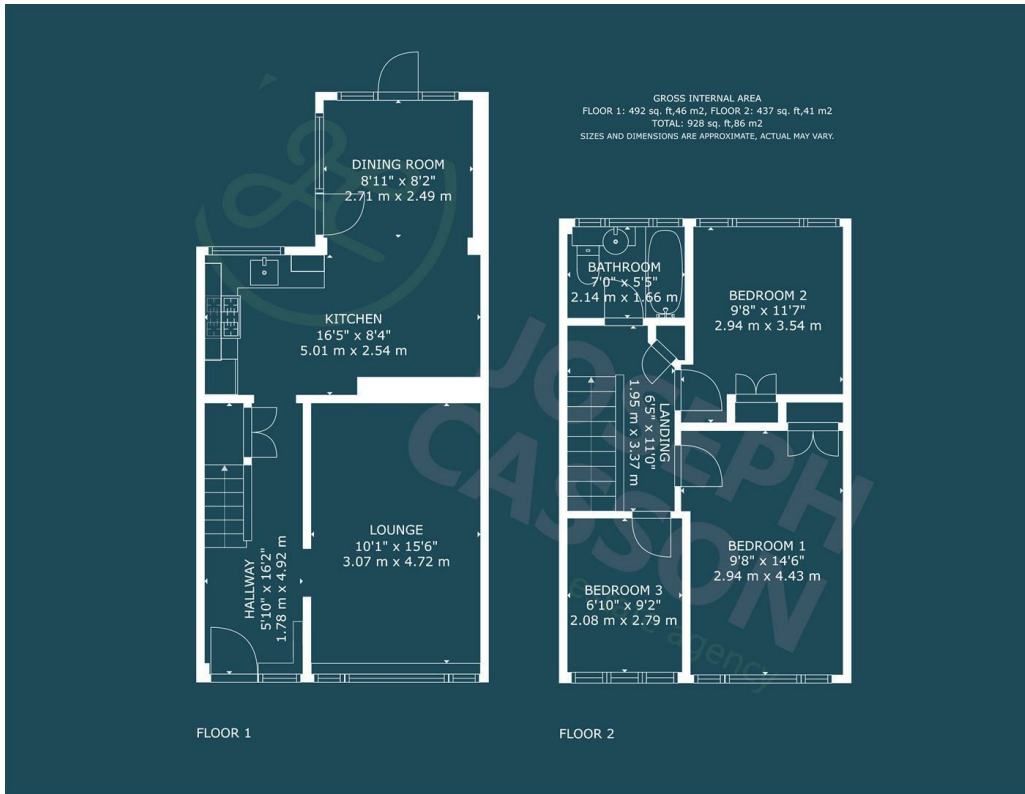 GROSS INTERNAL AREA
FLOOR 1: 492 sq. ft,46 m2, FLOOR 2: 437 sq. ft,41 m2
TOTAL: 928 sq. ft,86 m2
SIZES AND DIMENSIONS ARE APPROXIMATE, ACTUAL MAY VARY.
DINING ROOM
8'11" x 8'2"
2.71 m x 2.49 m
KITCHEN
16'5" x 8'4"
5.01 m x 2.54 m
LOUNGE
10'1" x 15'6"
3.07 m x 4.72 m
HALLWAY
5'10" x 16'2"
1.78 m x 4.92 m
FLOOR 1
BATHROOM
7'0" x 5'5"
2.14 m x 1.66 m
BEDROOM 2
9'8" x 11'7"
2.94 m x 3.54 m
LANDING
6'5" x 11'0"
1.95 m x 3.37 m
BEDROOM 1
9'8" x 14'6"
2.94 m x 4.43 m
BEDROOM 3
6'10" x 9'2"
2.08 m x 2.79 m
FLOOR 2
JOSEPH
CASSON
estate agency